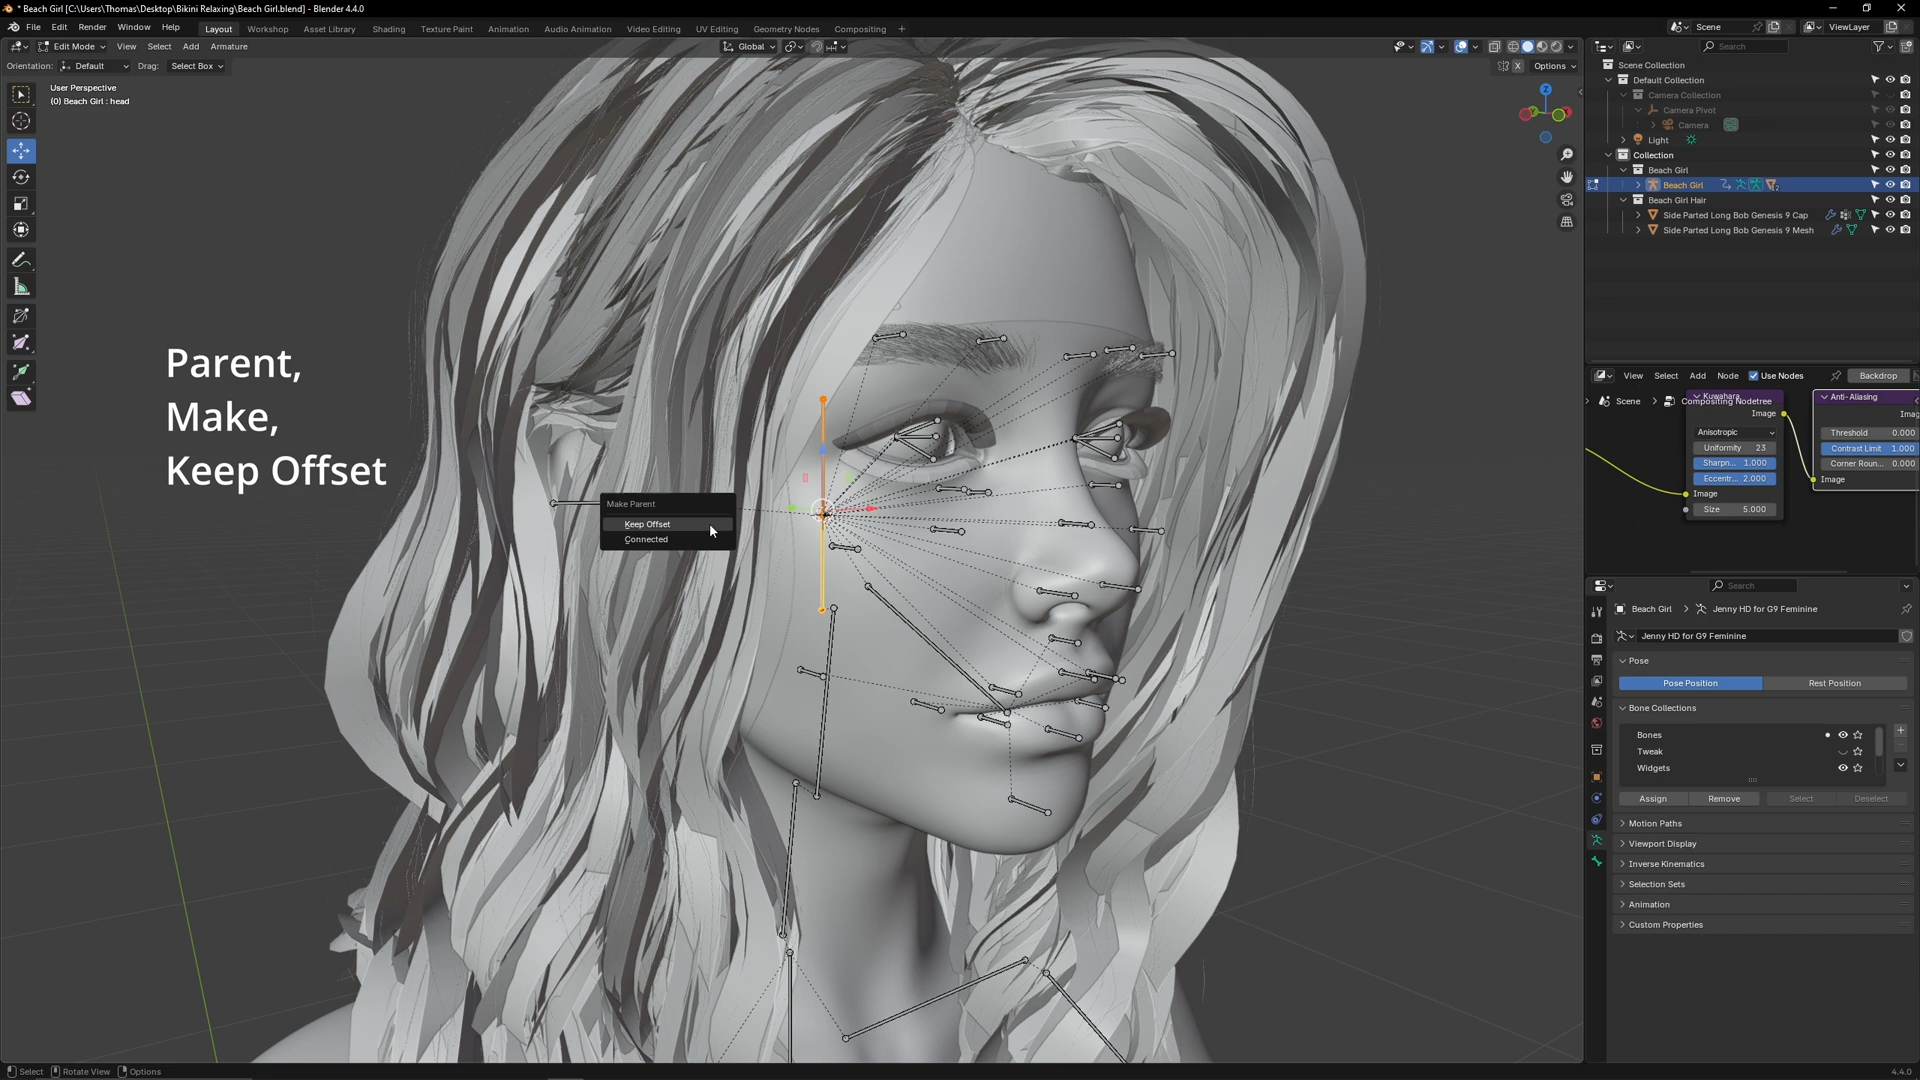 * Beach Girl [C:\Users\Thomas\Desktop\Bikini Relaxing\Beach Girl.blend] - Blender 4.4.0
File Edit Render Window Help Layout Workshop Asset Library Shading Texture Paint Animation Audio Animation Video Editing UV Editing Geometry Nodes Compositing + Scene ViewLayer
Edit Mode View Select Add Armature Global
Orientation: Default Drag: Select Box X Options
User Perspective
(0) Beach Girl : head
Z
Parent,
Make,
Keep Offset
Make Parent
Keep Offset
Connected
Search
Scene Collection
Default Collection
Camera Collection
Camera Pivot
Camera
Light
Collection
Beach Girl
Beach Girl
2
Beach Girl Hair
Side Parted Long Bob Genesis 9 Cap
Side Parted Long Bob Genesis 9 Mesh
View Select Add Node Use Nodes Backdrop
Scene > Compositing Nodetree
Kuwahara
Image
Anisotropic
Uniformity 23
Sharpn... 1.000
Eccentr... 2.000
Image
Size 5.000
Anti-Aliasing
Imag
Threshold 0.000
Contrast Limit 1.000
Corner Roun... 0.000
Image
Search
Beach Girl > Jenny HD for G9 Feminine
Jenny HD for G9 Feminine
Pose
Pose Position Rest Position
Bone Collections
Bones
Tweak
Widgets
Assign Remove Select Deselect
Motion Paths
Viewport Display
Inverse Kinematics
Selection Sets
Animation
Custom Properties
Select Rotate View Options 4.4.0